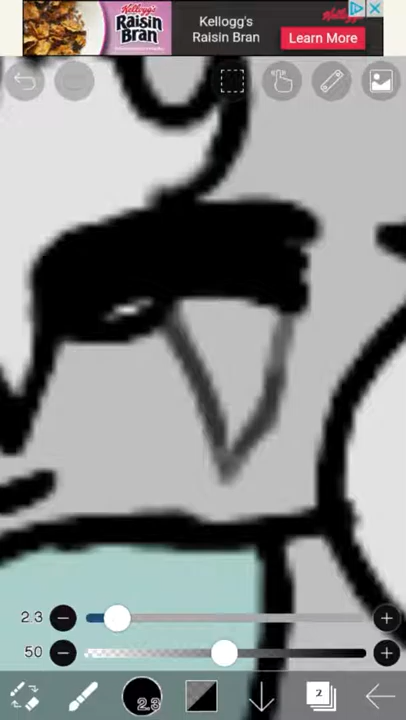 Kellogg's
Raisin
Bran
Kellogg's
Raisin Bran
Learn More
2.3
50
2.3
2